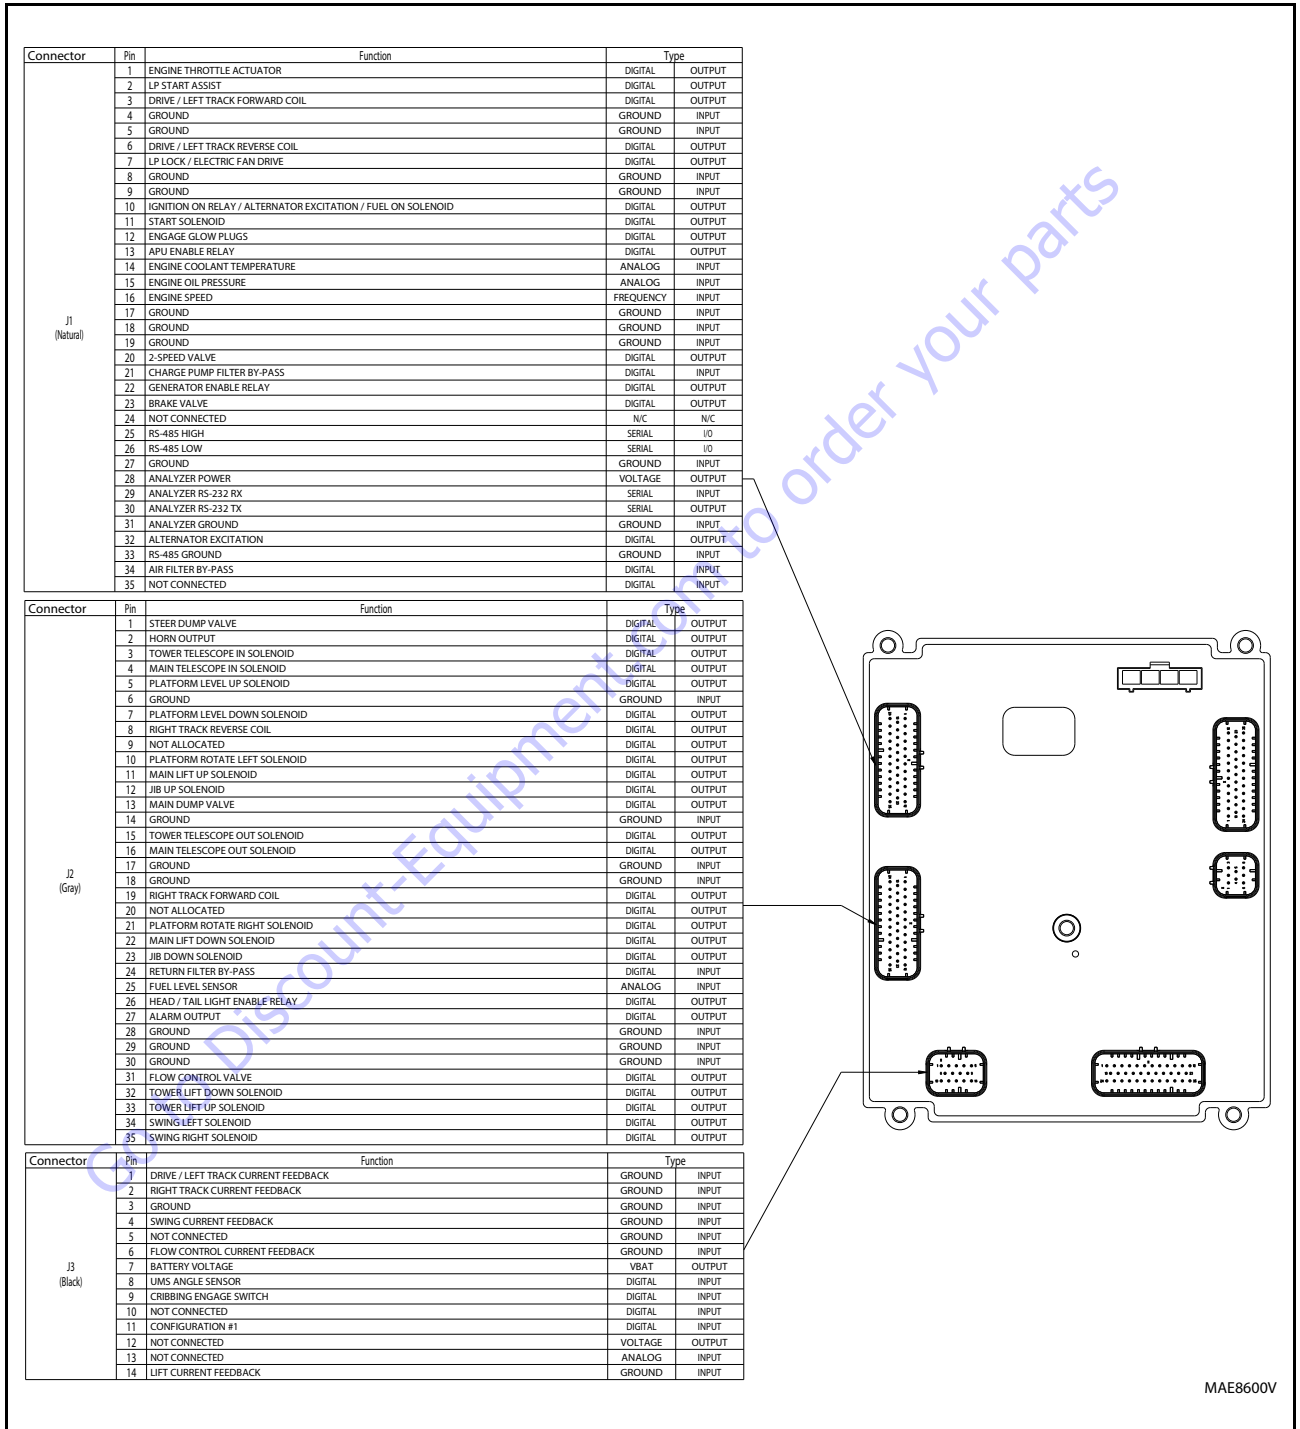 Connector Pin Function Type
1 ENGINE THROTTLE ACTUATOR DIGITAL OUTPUT
2 LP START ASSIST DIGITAL OUTPUT
3 DRIVE / LEFT TRACK FORWARD COIL DIGITAL OUTPUT
4 GROUND GROUND INPUT
5 GROUND GROUND INPUT
6 DRIVE / LEFT TRACK REVERSE COIL DIGITAL OUTPUT
7 LP LOCK / ELECTRIC FAN DRIVE DIGITAL OUTPUT
8 GROUND GROUND INPUT
9 GROUND GROUND INPUT
10 IGNITION ON RELAY / ALTERNATOR EXCITATION / FUEL ON SOLENOID DIGITAL OUTPUT
11 START SOLENOID DIGITAL OUTPUT
12 ENGAGE GLOW PLUGS DIGITAL OUTPUT
13 APU ENABLE RELAY DIGITAL OUTPUT
14 ENGINE COOLANT TEMPERATURE ANALOG INPUT
15 ENGINE OIL PRESSURE ANALOG INPUT
16 ENGINE SPEED FREQUENCY INPUT
17 GROUND GROUND INPUT
J1
(Natural)
18 GROUND GROUND INPUT
19 GROUND GROUND INPUT
20 2-SPEED VALVE DIGITAL OUTPUT
21 CHARGE PUMP FILTER BY-PASS DIGITAL INPUT
22 GENERATOR ENABLE RELAY DIGITAL OUTPUT
23 BRAKE VALVE DIGITAL OUTPUT
24 NOT CONNECTED N/C N/C
25 RS-485 HIGH SERIAL I/O
26 RS-485 LOW SERIAL I/O
27 GROUND GROUND INPUT
28 ANALYZER POWER VOLTAGE OUTPUT
29 ANALYZER RS-232 RX SERIAL INPUT
30 ANALYZER RS-232 TX SERIAL OUTPUT
31 ANALYZER GROUND GROUND INPUT
32 ALTERNATOR EXCITATION DIGITAL OUTPUT
33 RS-485 GROUND GROUND INPUT
34 AIR FILTER BY-PASS DIGITAL INPUT
35 NOT CONNECTED DIGITAL INPUT
Connector Pin Function Type
1 STEER DUMP VALVE DIGITAL OUTPUT
2 HORN OUTPUT DIGITAL OUTPUT
3 TOWER TELESCOPE IN SOLENOID DIGITAL OUTPUT
4 MAIN TELESCOPE IN SOLENOID DIGITAL OUTPUT
5 PLATFORM LEVEL UP SOLENOID DIGITAL OUTPUT
6 GROUND GROUND INPUT
7 PLATFORM LEVEL DOWN SOLENOID DIGITAL OUTPUT
8 RIGHT TRACK REVERSE COIL DIGITAL OUTPUT
9 NOT ALLOCATED DIGITAL OUTPUT
10 PLATFORM ROTATE LEFT SOLENOID DIGITAL OUTPUT
11 MAIN LIFT UP SOLENOID DIGITAL OUTPUT
12 JIB UP SOLENOID DIGITAL OUTPUT
13 MAIN DUMP VALVE DIGITAL OUTPUT
14 GROUND GROUND INPUT
15 TOWER TELESCOPE OUT SOLENOID DIGITAL OUTPUT
16 MAIN TELESCOPE OUT SOLENOID DIGITAL OUTPUT
17 GROUND GROUND INPUT
J2
(Gray)
18 GROUND GROUND INPUT
19 RIGHT TRACK FORWARD COIL DIGITAL OUTPUT
20 NOT ALLOCATED DIGITAL OUTPUT
21 PLATFORM ROTATE RIGHT SOLENOID DIGITAL OUTPUT
22 MAIN LIFT DOWN SOLENOID DIGITAL OUTPUT
23 JIB DOWN SOLENOID DIGITAL OUTPUT
24 RETURN FILTER BY-PASS DIGITAL INPUT
25 FUEL LEVEL SENSOR ANALOG INPUT
26 HEAD / TAIL LIGHT ENABLE RELAY DIGITAL OUTPUT
27 ALARM OUTPUT DIGITAL OUTPUT
28 GROUND GROUND INPUT
29 GROUND GROUND INPUT
30 GROUND GROUND INPUT
31 FLOW CONTROL VALVE DIGITAL OUTPUT
32 TOWER LIFT DOWN SOLENOID DIGITAL OUTPUT
33 TOWER LIFT UP SOLENOID DIGITAL OUTPUT
34 SWING LEFT SOLENOID DIGITAL OUTPUT
35 SWING RIGHT SOLENOID DIGITAL OUTPUT
Connector Pin Function Type
1 DRIVE / LEFT TRACK CURRENT FEEDBACK GROUND INPUT
2 RIGHT TRACK CURRENT FEEDBACK GROUND INPUT
3 GROUND GROUND INPUT
4 SWING CURRENT FEEDBACK GROUND INPUT
5 NOT CONNECTED GROUND INPUT
6 FLOW CONTROL CURRENT FEEDBACK GROUND INPUT
J3
(Black)
7 BATTERY VOLTAGE VBAT OUTPUT
8 UMS ANGLE SENSOR DIGITAL INPUT
9 CRIBBING ENGAGE SWITCH DIGITAL INPUT
10 NOT CONNECTED DIGITAL INPUT
11 CONFIGURATION #1 DIGITAL INPUT
12 NOT CONNECTED VOLTAGE OUTPUT
13 NOT CONNECTED ANALOG INPUT
14 LIFT CURRENT FEEDBACK GROUND INPUT
MAE8600V
Go to Discount-Equipment.com to order your parts